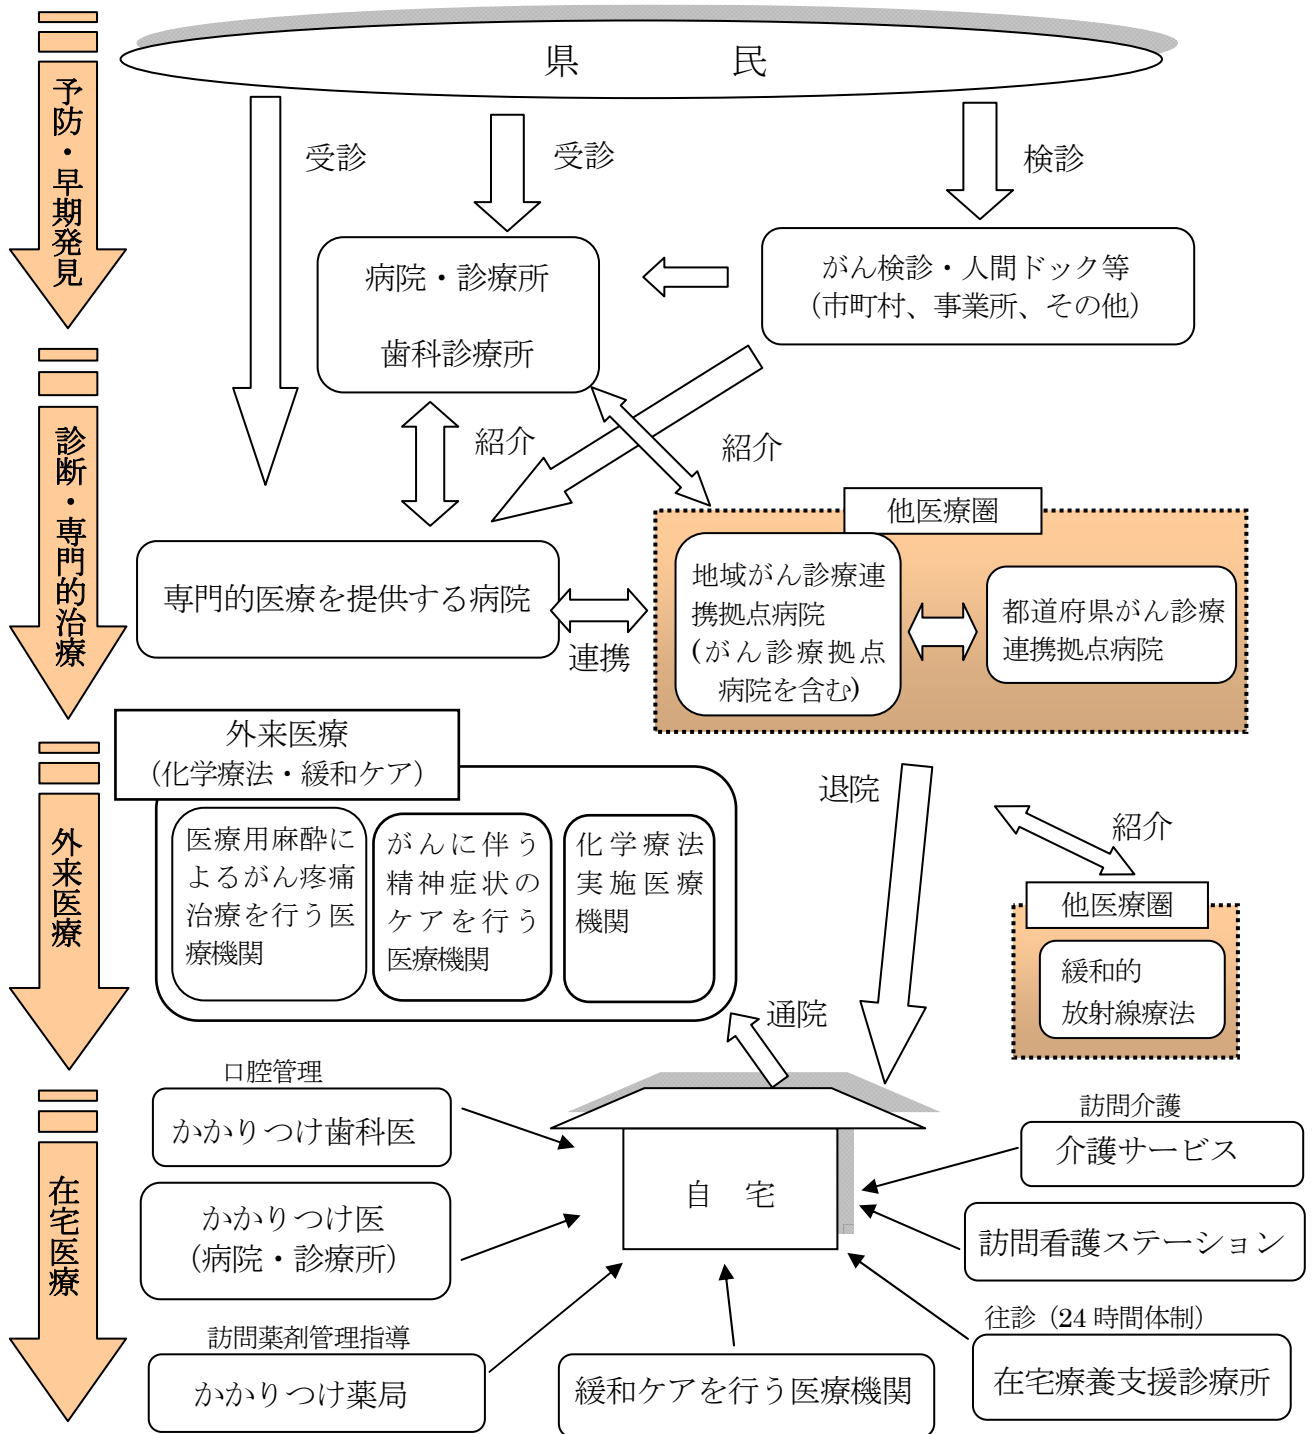 県　民
予防・早期発見
受診
受診
検診
病院・診療所
歯科診療所
がん検診・人間ドック等
（市町村、事業所、その他）
診断・専門的治療
紹介
紹介
他医療圏
専門的医療を提供する病院
連携
地域がん診療連
携拠点病院
(がん診療拠点
病院を含む)
都道府県がん診療
連携拠点病院
外来医療
外来医療
（化学療法・緩和ケア）
医療用麻酔に
よるがん疼痛
治療を行う医
療機関
がんに伴う
精神症状の
ケアを行う
医療機関
化学療法
実施医療
機関
退院
紹介
他医療圏
緩和的
放射線療法
通院
在宅医療
口腔管理
かかりつけ歯科医
かかりつけ医
（病院・診療所）
訪問薬剤管理指導
かかりつけ薬局
自　宅
緩和ケアを行う医療機関
訪問介護
介護サービス
訪問看護ステーション
往診（24 時間体制）
在宅療養支援診療所